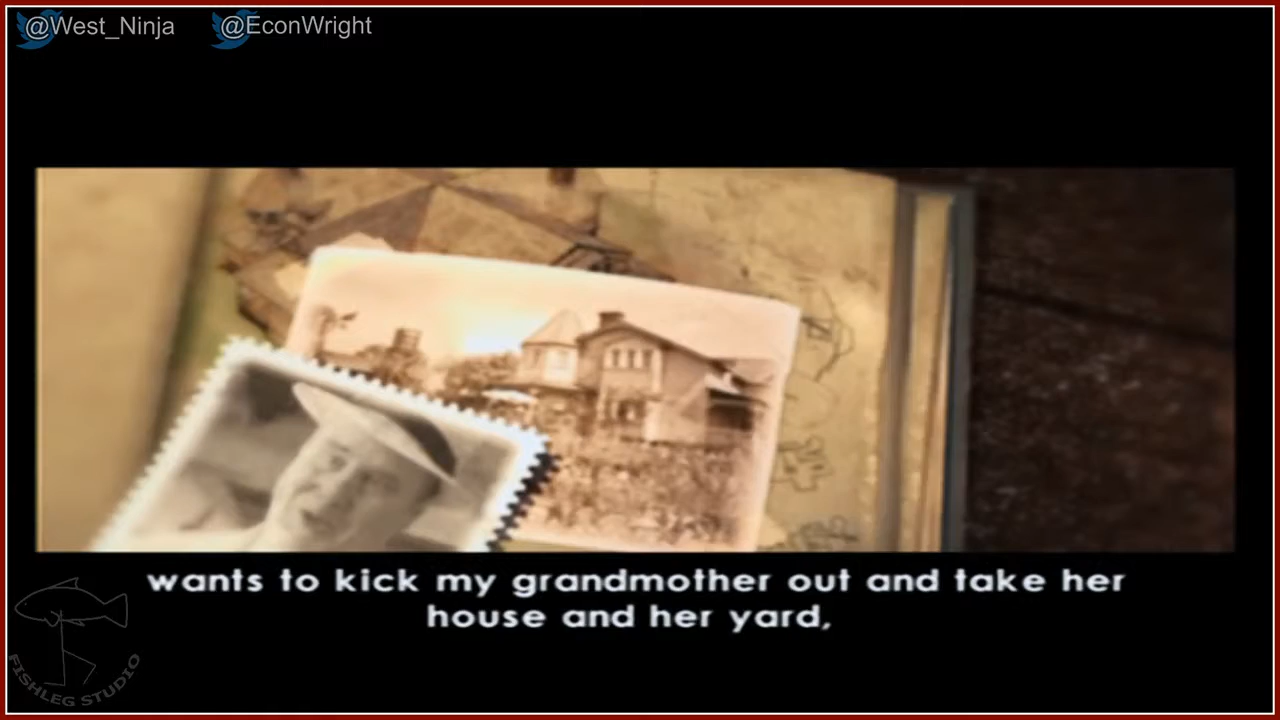 @West_Ninja @EconWright
wants to kick my grandmother out and take her
house and her yard,
FISHLEG STUDIO